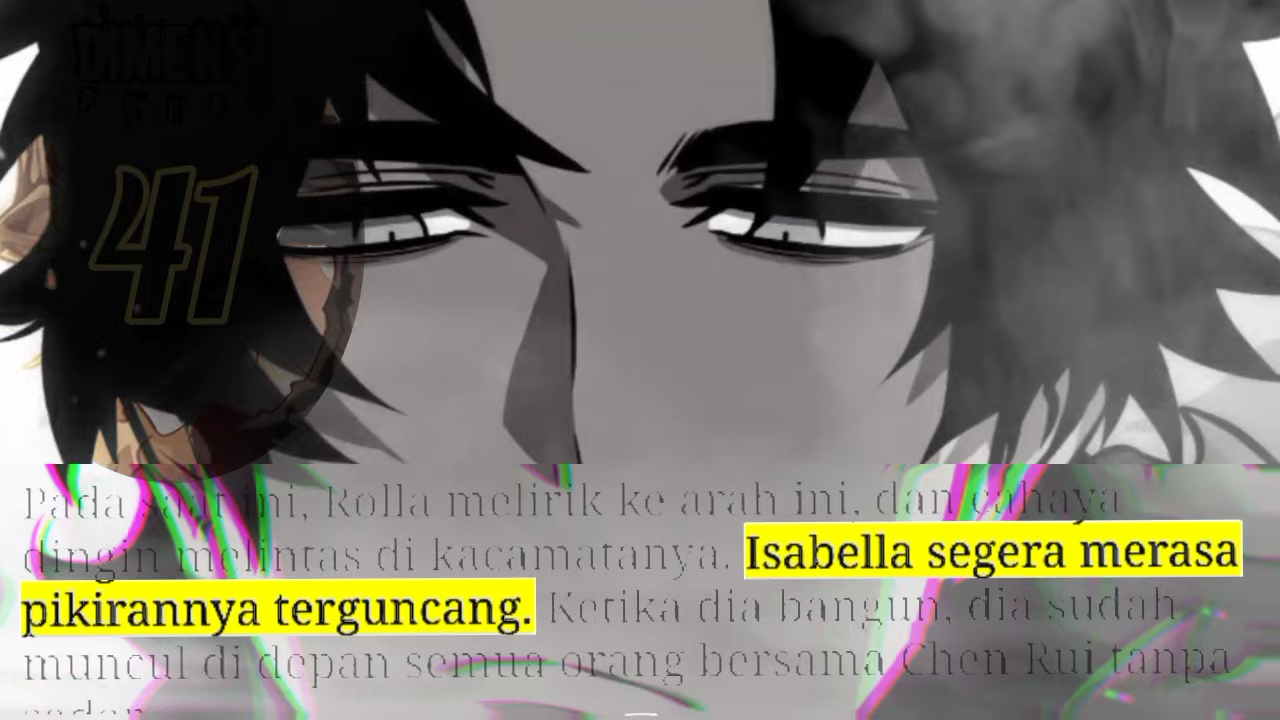 DIMENSI
41
Pada saat ini, Rolla melirik ke arah ini, dan cahaya
dingin melintas di kacamatanya. Isabella segera merasa
pikirannya terguncang. Ketika dia bangun, dia sudah
muncul di depan semua orang bersama Chen Rui tanpa